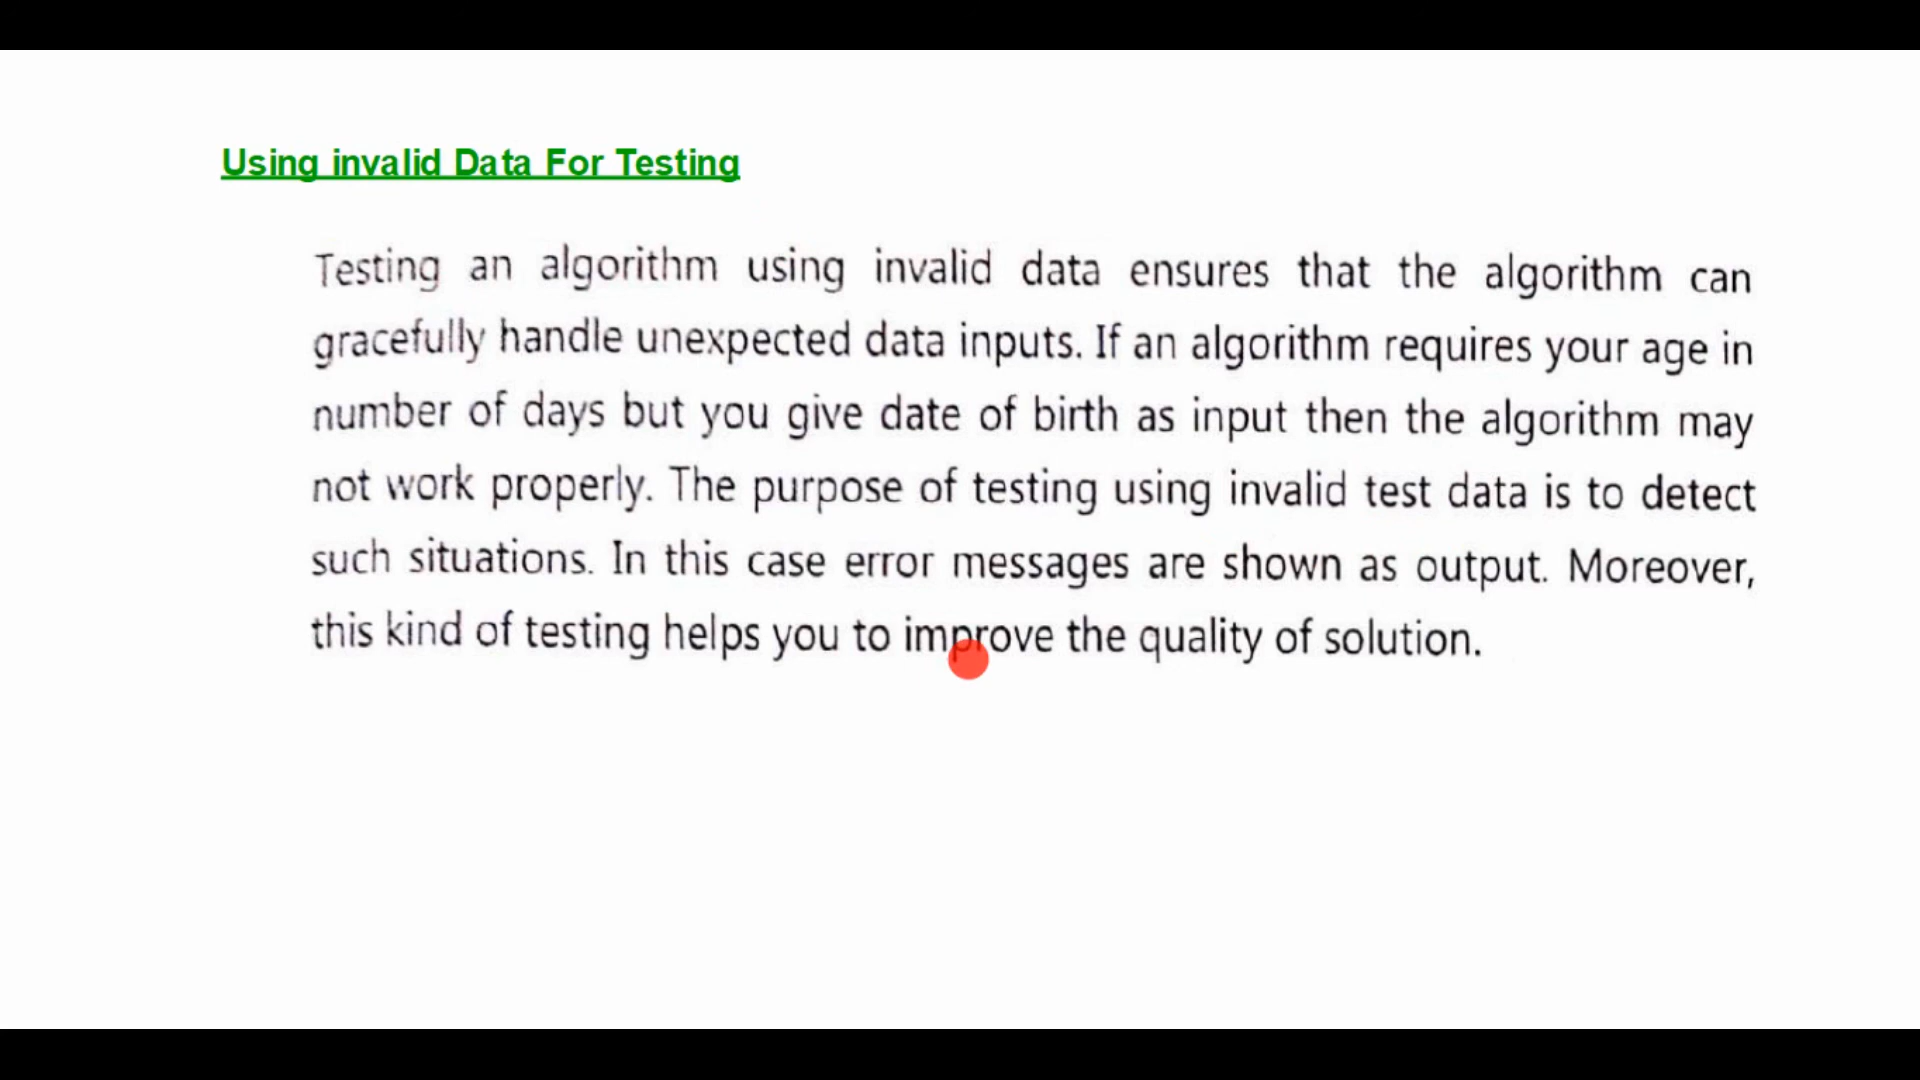 Using invalid Data For Testing
Testing an algorithm using invalid data ensures that the algorithm can
gracefully handle unexpected data inputs. If an algorithm requires your age in
number of days but you give date of birth as input then the algorithm may
not work properly. The purpose of testing using invalid test data is to detect
such situations. In this case error messages are shown as output. Moreover,
this kind of testing helps you to improve the quality of solution.